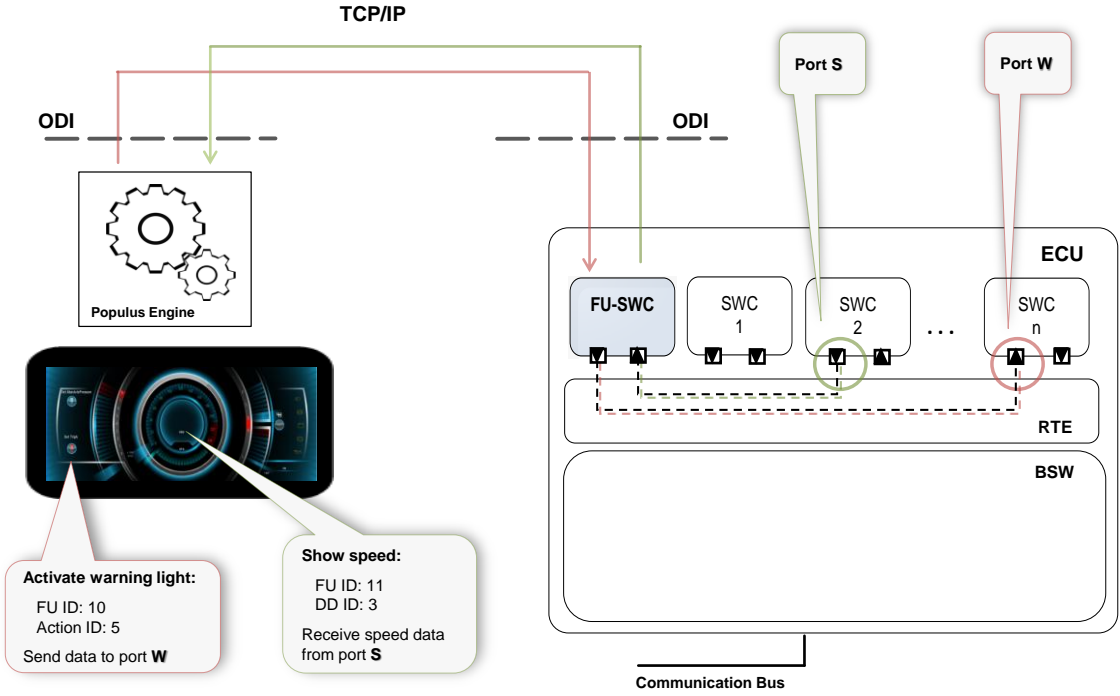 TCP/IP
Port S
Port W
ODI
ODI
Populus Engine
ECU
FU-SWC
SWC
1
SWC
2
...
SWC
n
RTE
BSW
Activate warning light:
FU ID: 10
Action ID: 5
Send data to port W
Show speed:
FU ID: 11
DD ID: 3
Receive speed data
from port S
Communication Bus